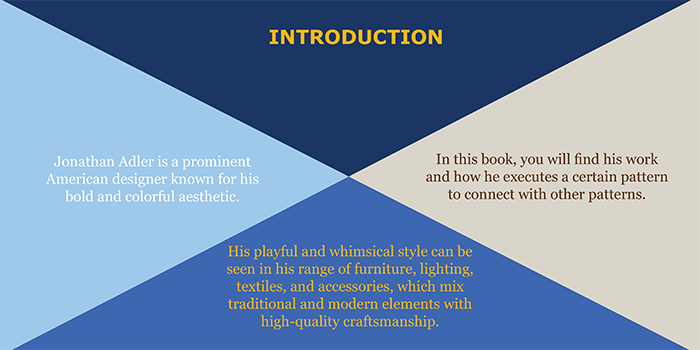 INTRODUCTION
Jonathan Adler is a prominent
American designer known for his
bold and colorful aesthetic.
In this book, you will find his work
and how he executes a certain pattern
to connect with other patterns.
His playful and whimsical style can be
seen in his range of furniture, lighting,
textiles, and accessories, which mix
traditional and modern elements with
high-quality craftsmanship.